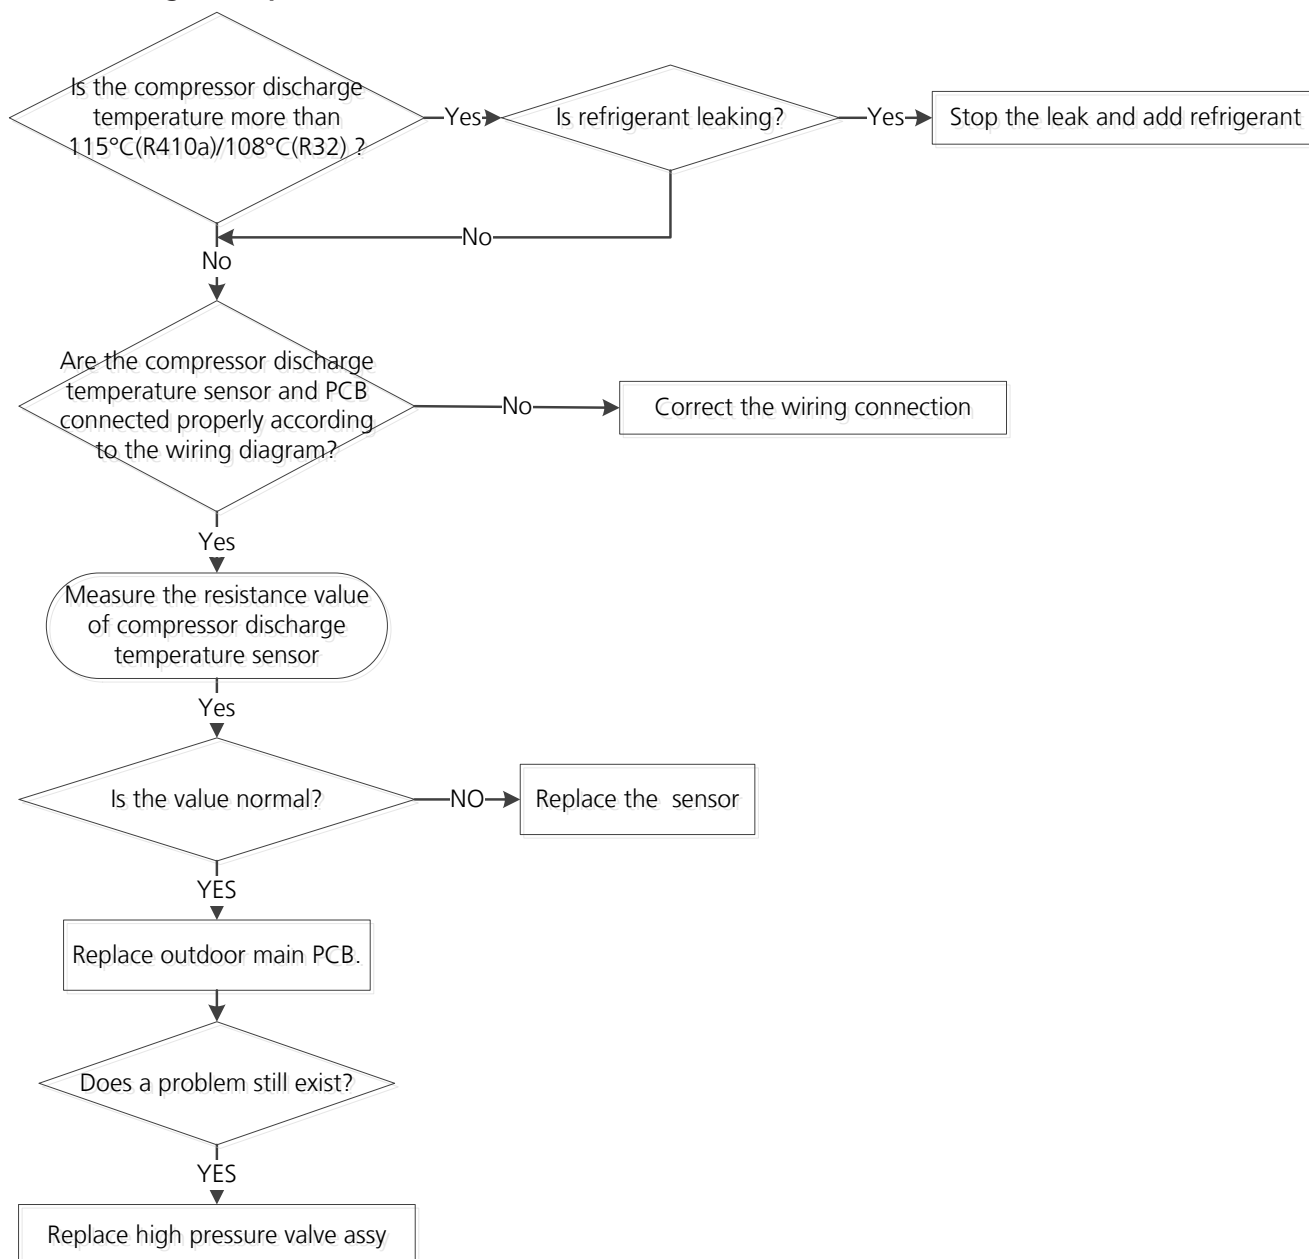 Is the compressor discharge
temperature more than
115°C(R410a)/108°C(R32) ?
Yes
Is refrigerant leaking?
Yes
Stop the leak and add refrigerant
No
No
Are the compressor discharge
temperature sensor and PCB
connected properly according
to the wiring diagram?
No
Correct the wiring connection
Yes
Measure the resistance value
of compressor discharge
temperature sensor
Yes
Is the value normal?
NO
Replace the  sensor
YES
Replace outdoor main PCB.
Does a problem still exist?
YES
Replace high pressure valve assy